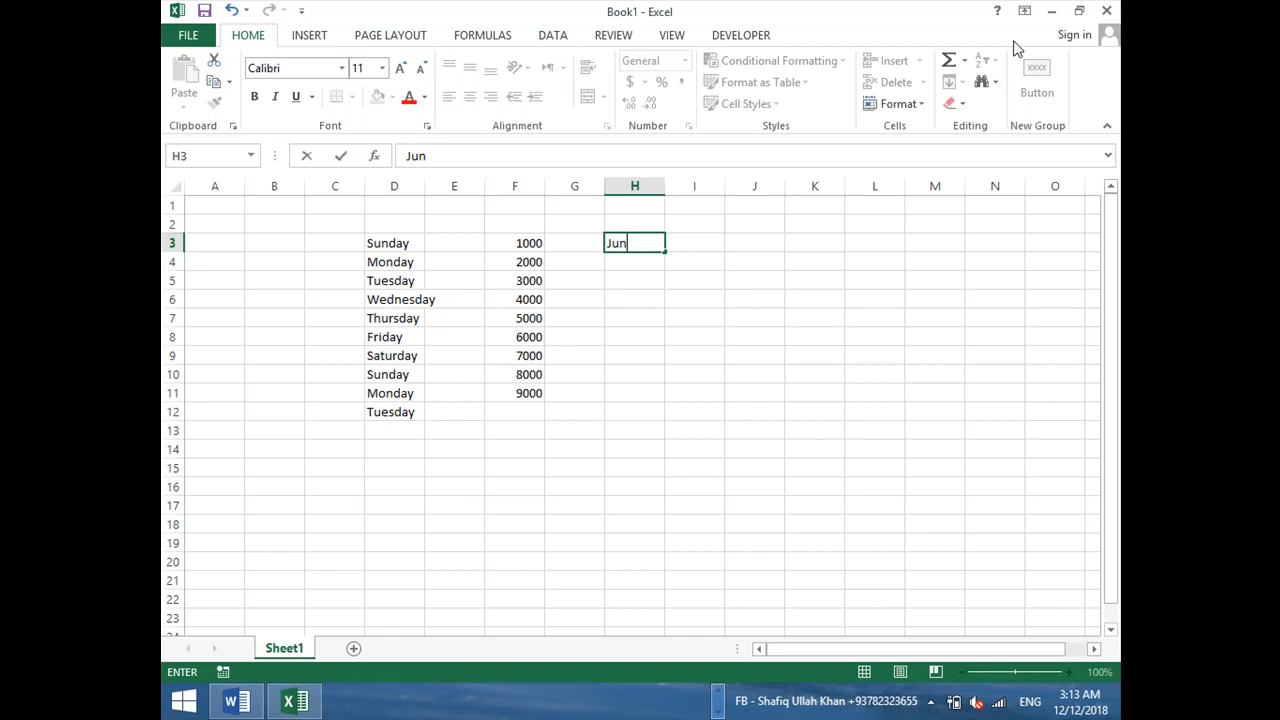 Book1 - Excel
?
FILE HOME INSERT PAGE LAYOUT FORMULAS DATA REVIEW VIEW DEVELOPER Sign in
Paste
Calibri 11 A A
B I U A
General
$ % ,
Conditional Formatting
Format as Table
Cell Styles
Insert
Delete
Format
XXXX
Button
Clipboard Font Alignment Number Styles Cells Editing New Group
H3 fx Jun
A B C D E F G H I J K L M N O
1
2
3 Sunday 1000 Jun
4 Monday 2000
5 Tuesday 3000
6 Wednesday 4000
7 Thursday 5000
8 Friday 6000
9 Saturday 7000
10 Sunday 8000
11 Monday 9000
12 Tuesday
13
14
15
16
17
18
19
20
21
22
23
24
Sheet1
ENTER 100%
FB - Shafiq Ullah Khan +93782323655 ENG 3:13 AM
12/12/2018